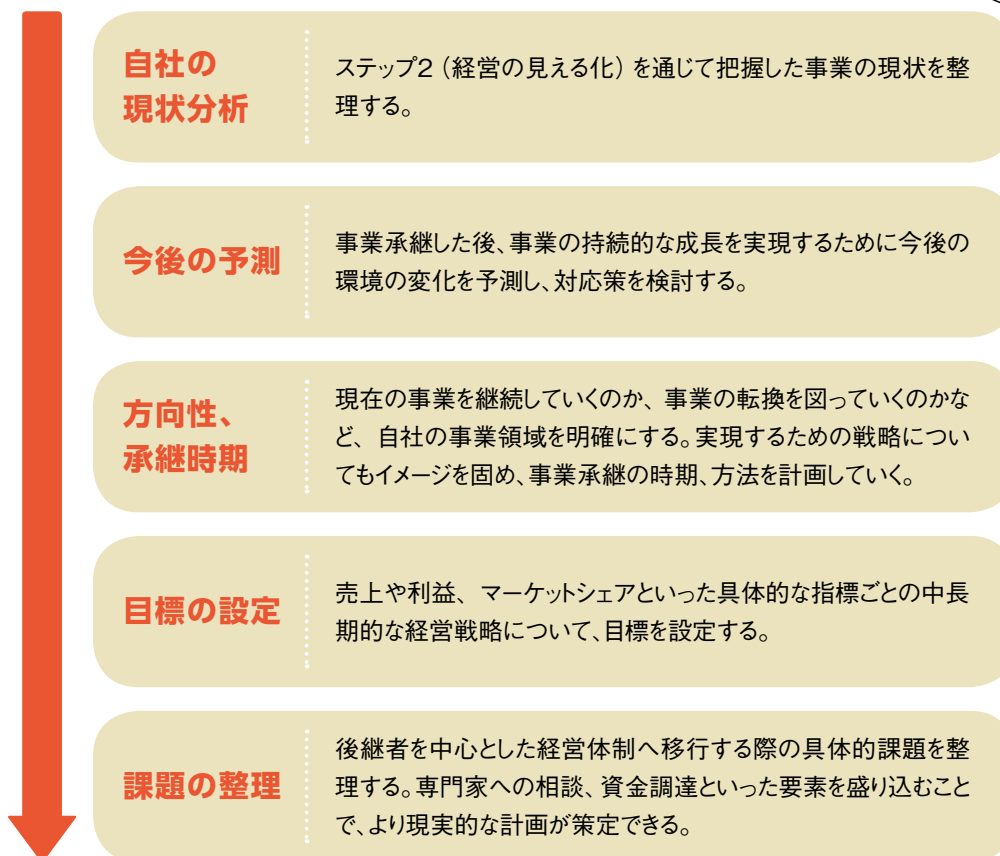 自社の
現状分析
ステップ2（経営の見える化）を通じて把握した事業の現状を整
理する。
今後の予測
事業承継した後、事業の持続的な成長を実現するために今後の
環境の変化を予測し、対応策を検討する。
方向性、
承継時期
現在の事業を継続していくのか、事業の転換を図っていくのかな
ど、自社の事業領域を明確にする。実現するための戦略につい
てもイメージを固め、事業承継の時期、方法を計画していく。
目標の設定
売上や利益、マーケットシェアといった具体的な指標ごとの中長
期的な経営戦略について、目標を設定する。
課題の整理
後継者を中心とした経営体制へ移行する際の具体的課題を整
理する。専門家への相談、資金調達といった要素を盛り込むこと
で、より現実的な計画が策定できる。